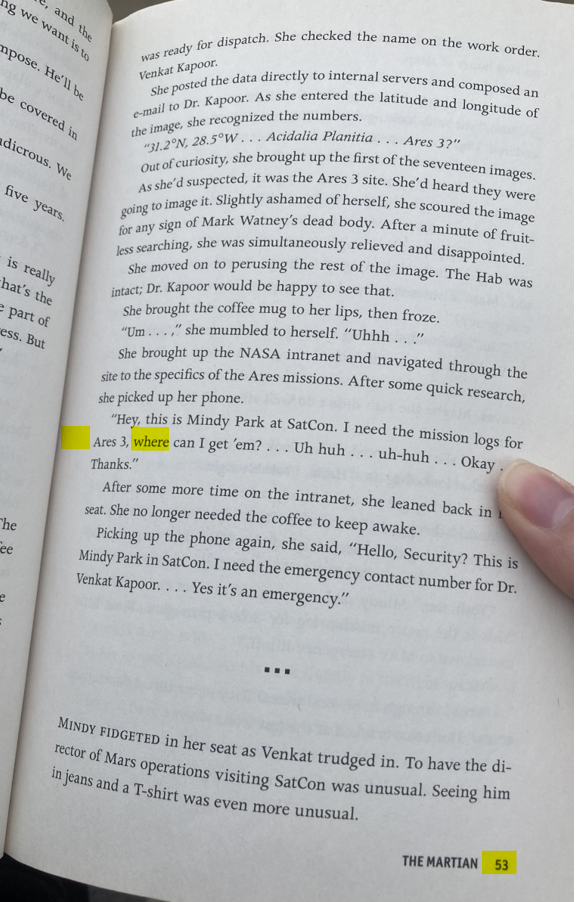 ne, and the
ng we want is to
mpose. He'll be
be covered in
adicrous. We
five years.
is really
hat's the
e part of
ess. But
The
ee
e
s
was ready for dispatch. She checked the name on the work order.
Venkat Kapoor.
She posted the data directly to internal servers and composed an
e-mail to Dr. Kapoor. As she entered the latitude and longitude of
the image, she recognized the numbers.
"31.2°N, 28.5°W . . . Acidalia Planitia . . . Ares 3?"
Out of curiosity, she brought up the first of the seventeen images.
As she'd suspected, it was the Ares 3 site. She'd heard they were
going to image it. Slightly ashamed of herself, she scoured the image
for any sign of Mark Watney's dead body. After a minute of fruit-
less searching, she was simultaneously relieved and disappointed.
She moved on to perusing the rest of the image. The Hab was
intact; Dr. Kapoor would be happy to see that.
She brought the coffee mug to her lips, then froze.
"Um . . . ," she mumbled to herself. "Uhhh . . ."
She brought up the NASA intranet and navigated through the
site to the specifics of the Ares missions. After some quick research,
she picked up her phone.
"Hey, this is Mindy Park at SatCon. I need the mission logs for
Ares 3, where can I get 'em? . . . Uh huh . . . uh-huh . . . Okay .
Thanks."
After some more time on the intranet, she leaned back in
seat. She no longer needed the coffee to keep awake.
Picking up the phone again, she said, "Hello, Security? This is
Mindy Park in SatCon. I need the emergency contact number for Dr.
Venkat Kapoor. . . . Yes it's an emergency."
▪▪▪
MINDY FIDGETED in her seat as Venkat trudged in. To have the di-
rector of Mars operations visiting SatCon was unusual. Seeing him
in jeans and a T-shirt was even more unusual.
THE MARTIAN 53